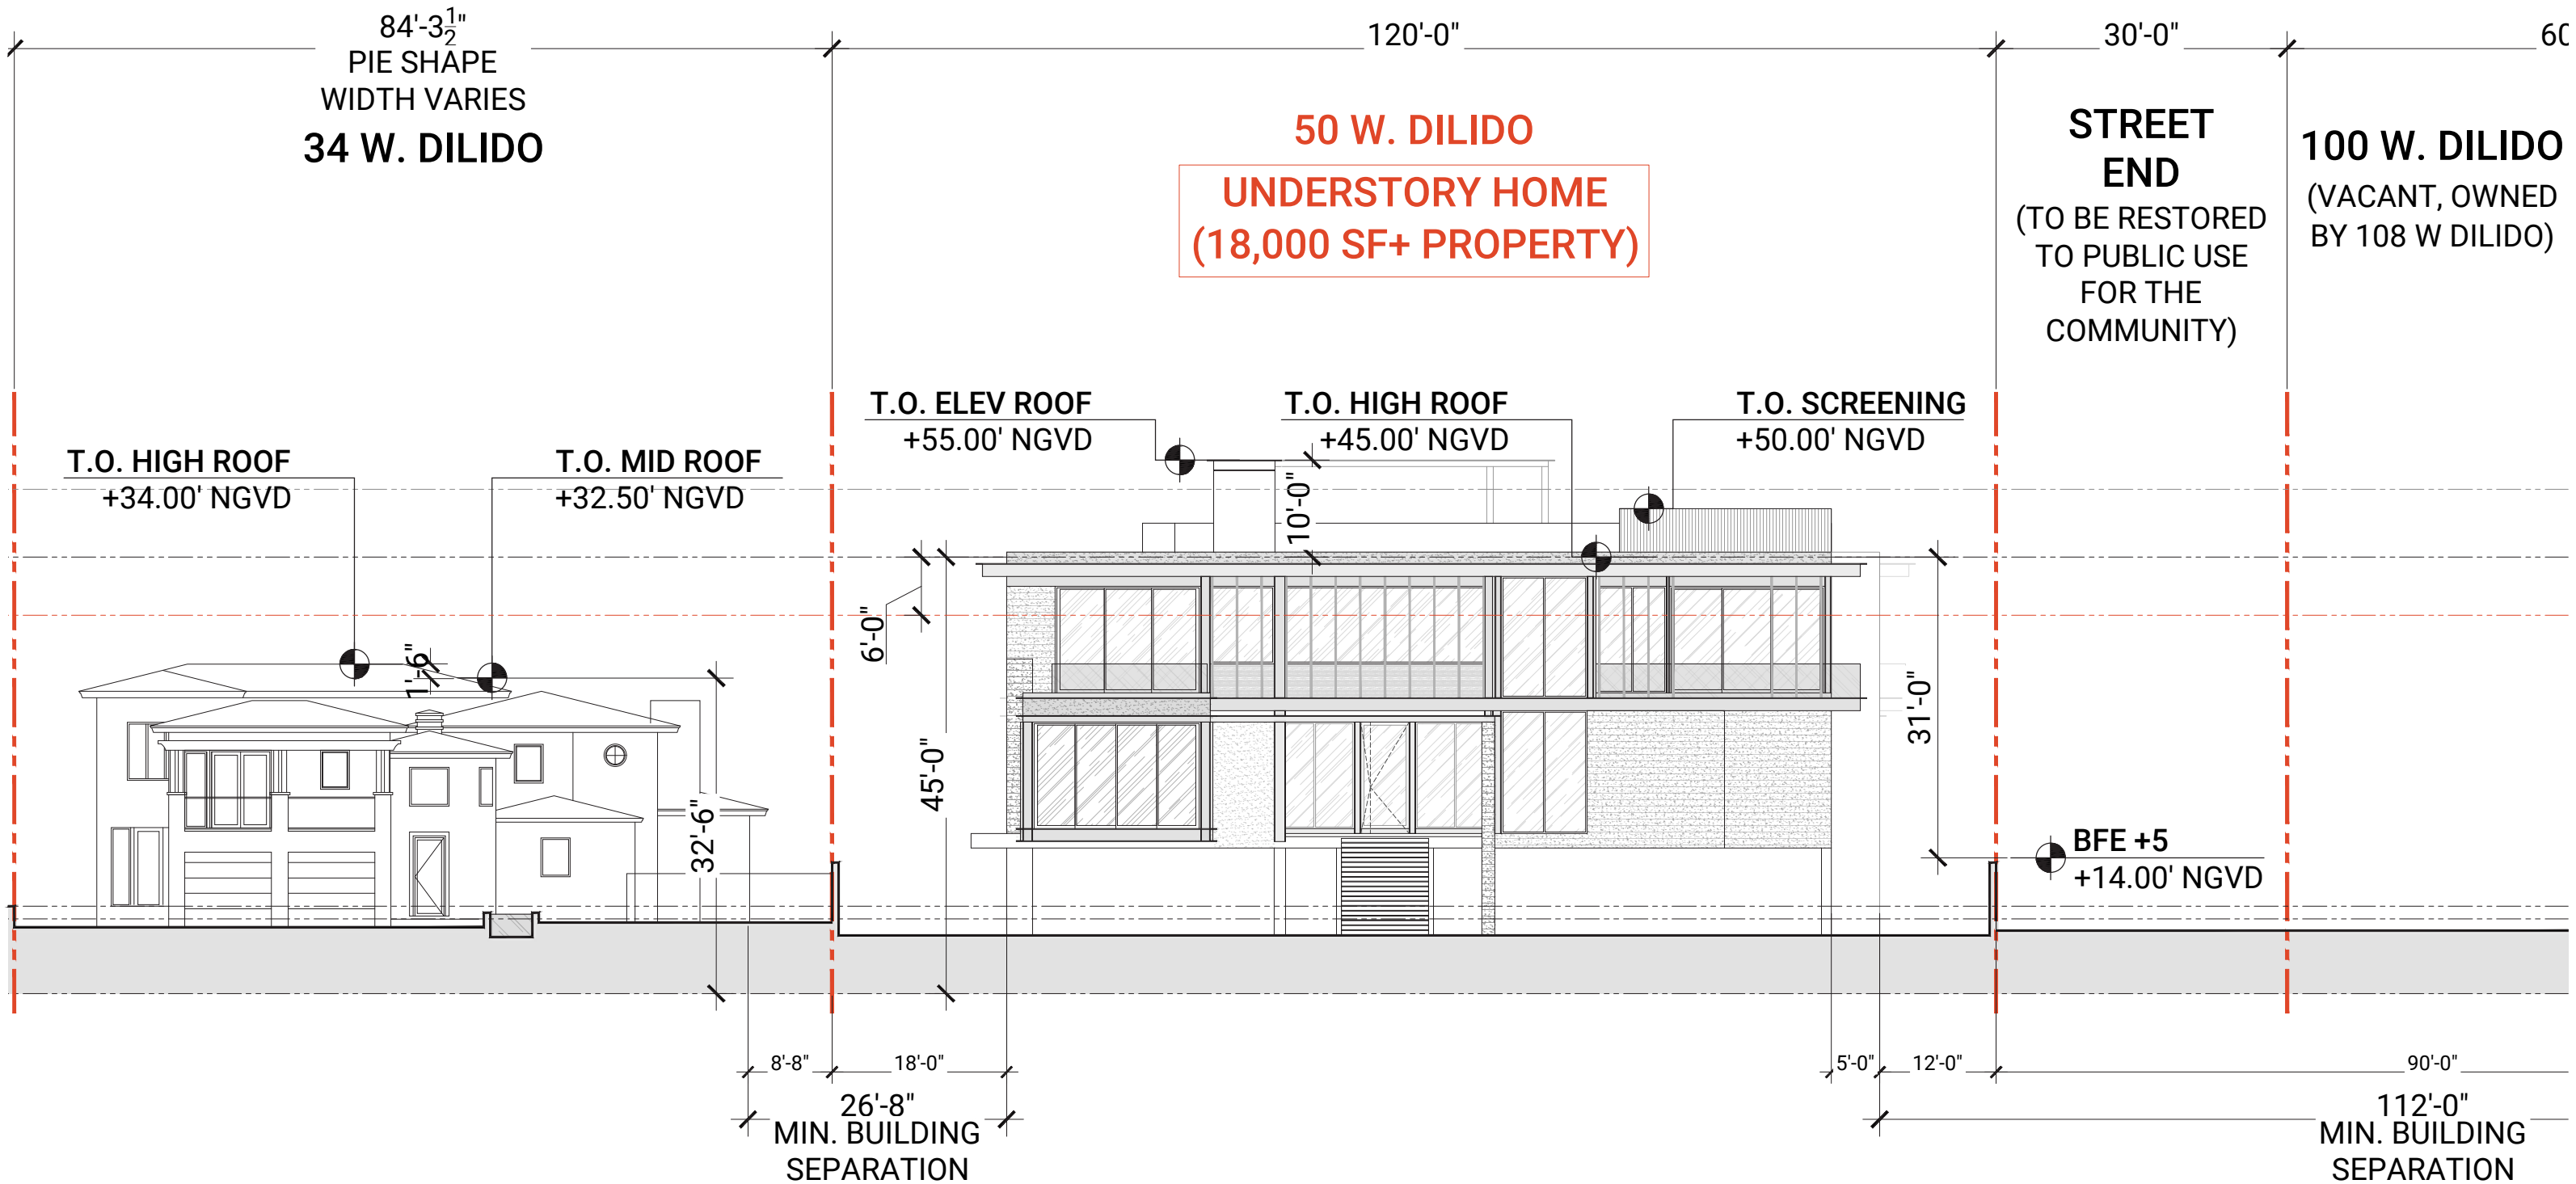 84'-3 1/2"
PIE SHAPE
WIDTH VARIES
34 W. DILIDO
120'-0"
50 W. DILIDO
UNDERSTORY HOME
(18,000 SF+ PROPERTY)
30'-0"
STREET
END
(TO BE RESTORED
TO PUBLIC USE
FOR THE
COMMUNITY)
60
100 W. DILIDO
(VACANT, OWNED
BY 108 W DILIDO)
T.O. HIGH ROOF
+34.00' NGVD
T.O. MID ROOF
+32.50' NGVD
T.O. ELEV ROOF
+55.00' NGVD
T.O. HIGH ROOF
+45.00' NGVD
T.O. SCREENING
+50.00' NGVD
1'-6"
32'-6"
6'-0"
45'-0"
10'-0"
31'-0"
BFE +5
+14.00' NGVD
8'-8"
18'-0"
26'-8"
MIN. BUILDING
SEPARATION
5'-0"
12'-0"
90'-0"
112'-0"
MIN. BUILDING
SEPARATION